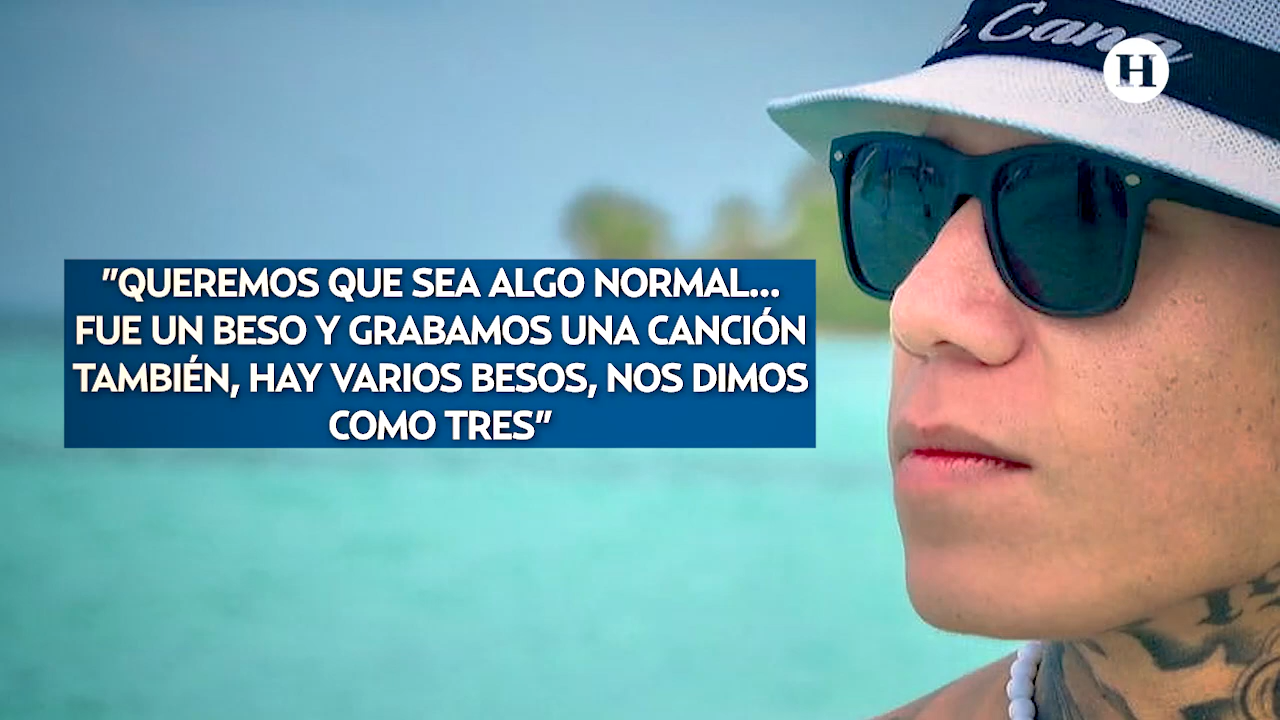 Cana
H
"QUEREMOS QUE SEA ALGO NORMAL...
FUE UN BESO Y GRABAMOS UNA CANCIÓN
TAMBIÉN, HAY VARIOS BESOS, NOS DIMOS
COMO TRES"